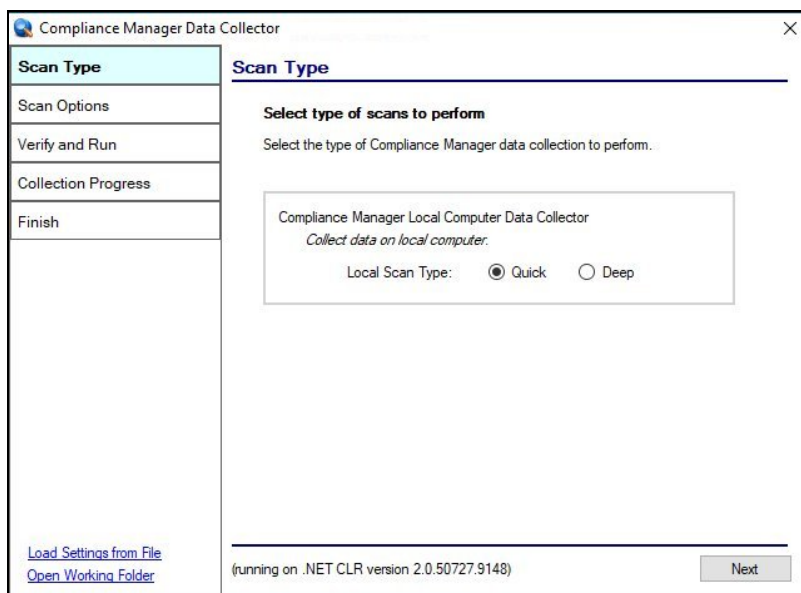 Compliance Manager Data Collector
Scan Type
Scan Options
Verify and Run
Collection Progress
Finish
Load Settings from File
Open Working Folder
Scan Type
Select type of scans to perform
Select the type of Compliance Manager data collection to perform.
Compliance Manager Local Computer Data Collector
Collect data on local computer.
Local Scan Type: Quick Deep
(running on .NET CLR version 2.0.50727.9148)
Next